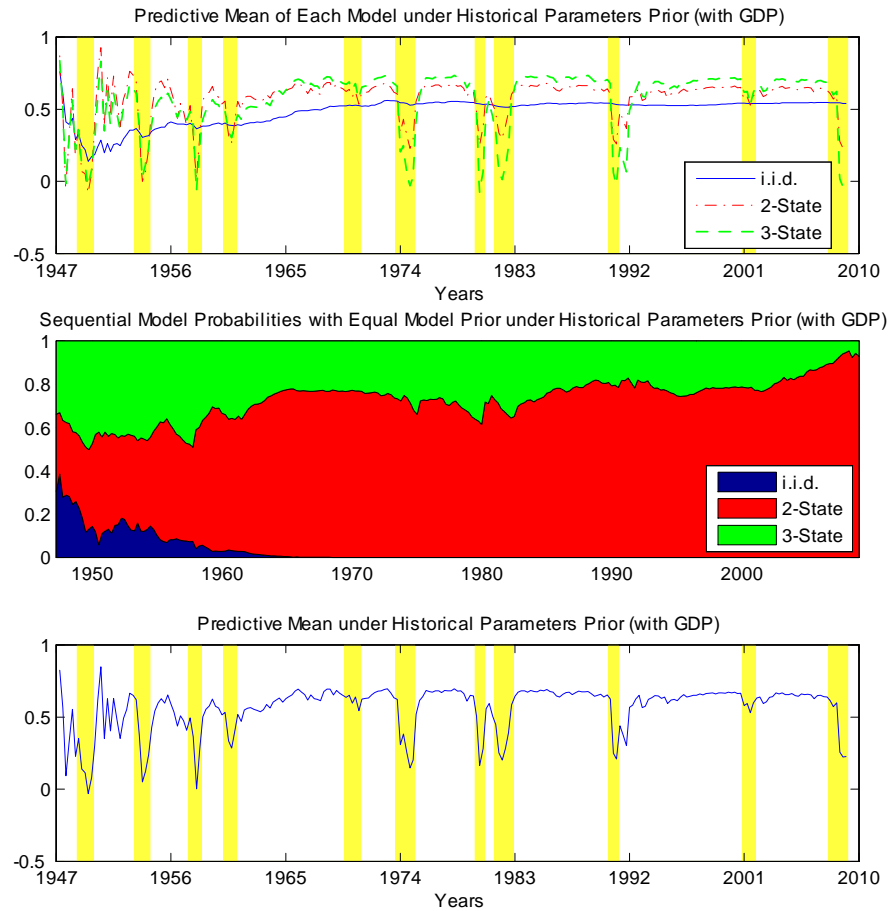 Predictive Mean of Each Model under Historical Parameters Prior (with GDP)
1
0.5
0
-0.5
i.i.d.
2-State
3-State
1947 1956 1965 1974 1983 1992 2001 2010
Years
Sequential Model Probabilities with Equal Model Prior under Historical Parameters Prior (with GDP)
1
0.8
0.6
0.4
0.2
0
i.i.d.
2-State
3-State
1950 1960 1970 1980 1990 2000
Predictive Mean under Historical Parameters Prior (with GDP)
1
0.5
0
-0.5
1947 1956 1965 1974 1983 1992 2001 2010
Years